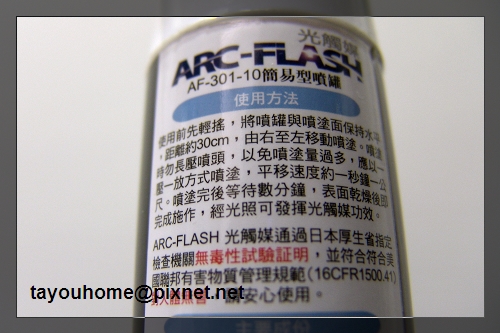 光觸媒
ARC-FLASH
AF-301-10簡易型噴罐
使用方法
使用前先輕搖，將噴罐與噴塗面保持水平
，距離約30cm，由右至左移動噴塗。噴塗
時勿長壓噴頭，以免噴塗量過多，應以一
壓一放方式噴塗，平移速度約一秒鐘一公
尺。噴塗完後等待數分鐘，表面乾燥後即
完成施作，經光照可發揮光觸媒功效。
ARC-FLASH 光觸媒通過日本厚生省指定
檢查機關無毒性試驗証明，並符合符合美
國聯邦有害物質管理規範(16CFR1500.41)
請安心使用。
tayouhome@pixnet.net